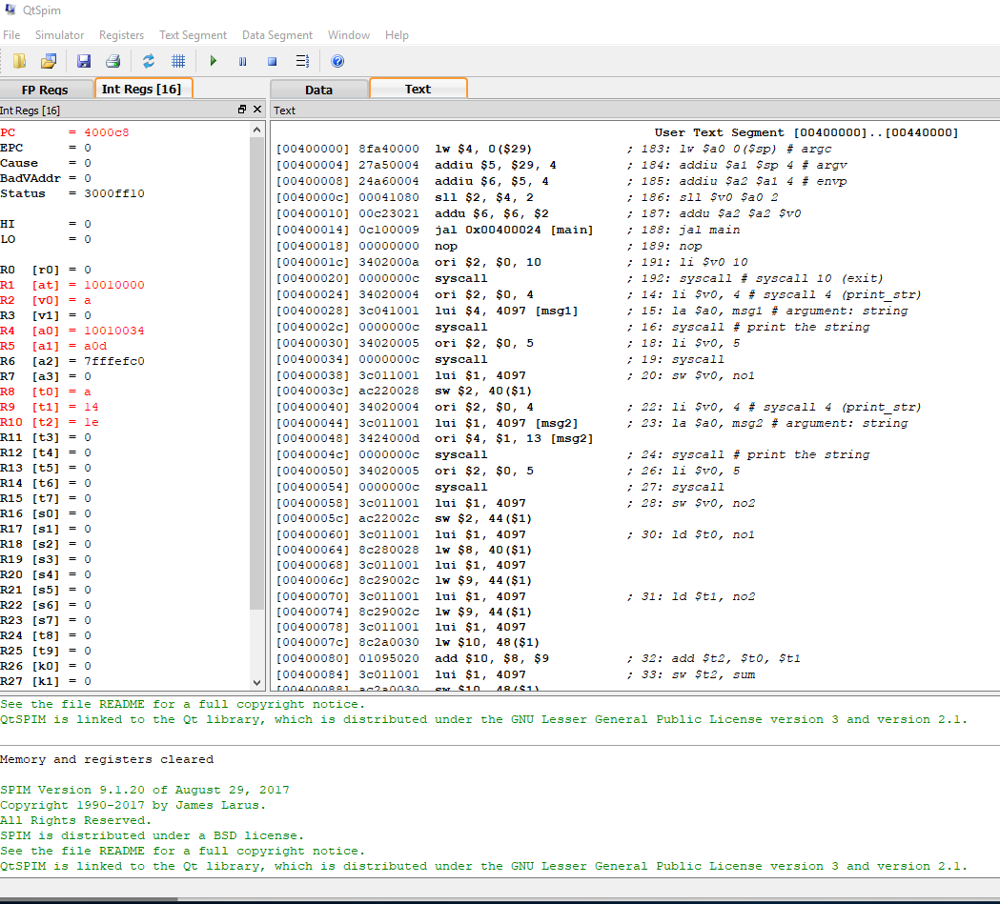 QtSpim
File Simulator Registers Text Segment Data Segment Window Help
FP Regs Int Regs [16] Data Text
Int Regs [16]
PC = 4000c8
EPC = 0
Cause = 0
BadVAddr = 0
Status = 3000ff10
HI = 0
LO = 0
R0 [r0] = 0
R1 [at] = 10010000
R2 [v0] = a
R3 [v1] = 0
R4 [a0] = 10010034
R5 [a1] = a0d
R6 [a2] = 7fffefc0
R7 [a3] = 0
R8 [t0] = a
R9 [t1] = 14
R10 [t2] = 1e
R11 [t3] = 0
R12 [t4] = 0
R13 [t5] = 0
R14 [t6] = 0
R15 [t7] = 0
R16 [s0] = 0
R17 [s1] = 0
R18 [s2] = 0
R19 [s3] = 0
R20 [s4] = 0
R21 [s5] = 0
R22 [s6] = 0
R23 [s7] = 0
R24 [t8] = 0
R25 [t9] = 0
R26 [k0] = 0
R27 [k1] = 0
Text
User Text Segment [00400000]..[00440000]
[00400000] 8fa40000 lw $4, 0($29) ; 183: lw $a0 0($sp) # argc
[00400004] 27a50004 addiu $5, $29, 4 ; 184: addiu $a1 $sp 4 # argv
[00400008] 24a60004 addiu $6, $5, 4 ; 185: addiu $a2 $a1 4 # envp
[0040000c] 00041080 sll $2, $4, 2 ; 186: sll $v0 $a0 2
[00400010] 00c23021 addu $6, $6, $2 ; 187: addu $a2 $a2 $v0
[00400014] 0c100009 jal 0x00400024 [main] ; 188: jal main
[00400018] 00000000 nop ; 189: nop
[0040001c] 3402000a ori $2, $0, 10 ; 191: li $v0 10
[00400020] 0000000c syscall ; 192: syscall # syscall 10 (exit)
[00400024] 34020004 ori $2, $0, 4 ; 14: li $v0, 4 # syscall 4 (print_str)
[00400028] 3c041001 lui $4, 4097 [msg1] ; 15: la $a0, msg1 # argument: string
[0040002c] 0000000c syscall ; 16: syscall # print the string
[00400030] 34020005 ori $2, $0, 5 ; 18: li $v0, 5
[00400034] 0000000c syscall ; 19: syscall
[00400038] 3c011001 lui $1, 4097 ; 20: sw $v0, no1
[0040003c] ac220028 sw $2, 40($1)
[00400040] 34020004 ori $2, $0, 4 ; 22: li $v0, 4 # syscall 4 (print_str)
[00400044] 3c011001 lui $1, 4097 [msg2] ; 23: la $a0, msg2 # argument: string
[00400048] 3424000d ori $4, $1, 13 [msg2]
[0040004c] 0000000c syscall ; 24: syscall # print the string
[00400050] 34020005 ori $2, $0, 5 ; 26: li $v0, 5
[00400054] 0000000c syscall ; 27: syscall
[00400058] 3c011001 lui $1, 4097 ; 28: sw $v0, no2
[0040005c] ac22002c sw $2, 44($1)
[00400060] 3c011001 lui $1, 4097 ; 30: ld $t0, no1
[00400064] 8c280028 lw $8, 40($1)
[00400068] 3c011001 lui $1, 4097
[0040006c] 8c29002c lw $9, 44($1)
[00400070] 3c011001 lui $1, 4097 ; 31: ld $t1, no2
[00400074] 8c29002c lw $9, 44($1)
[00400078] 3c011001 lui $1, 4097
[0040007c] 8c2a0030 lw $10, 48($1)
[00400080] 01095020 add $10, $8, $9 ; 32: add $t2, $t0, $t1
[00400084] 3c011001 lui $1, 4097 ; 33: sw $t2, sum
[00400088] ac2a0030 sw $10, 48($1)
See the file README for a full copyright notice.
QtSPIM is linked to the Qt library, which is distributed under the GNU Lesser General Public License version 3 and version 2.1.
Memory and registers cleared
SPIM Version 9.1.20 of August 29, 2017
Copyright 1990-2017 by James Larus.
All Rights Reserved.
SPIM is distributed under a BSD license.
See the file README for a full copyright notice.
QtSPIM is linked to the Qt library, which is distributed under the GNU Lesser General Public License version 3 and version 2.1.